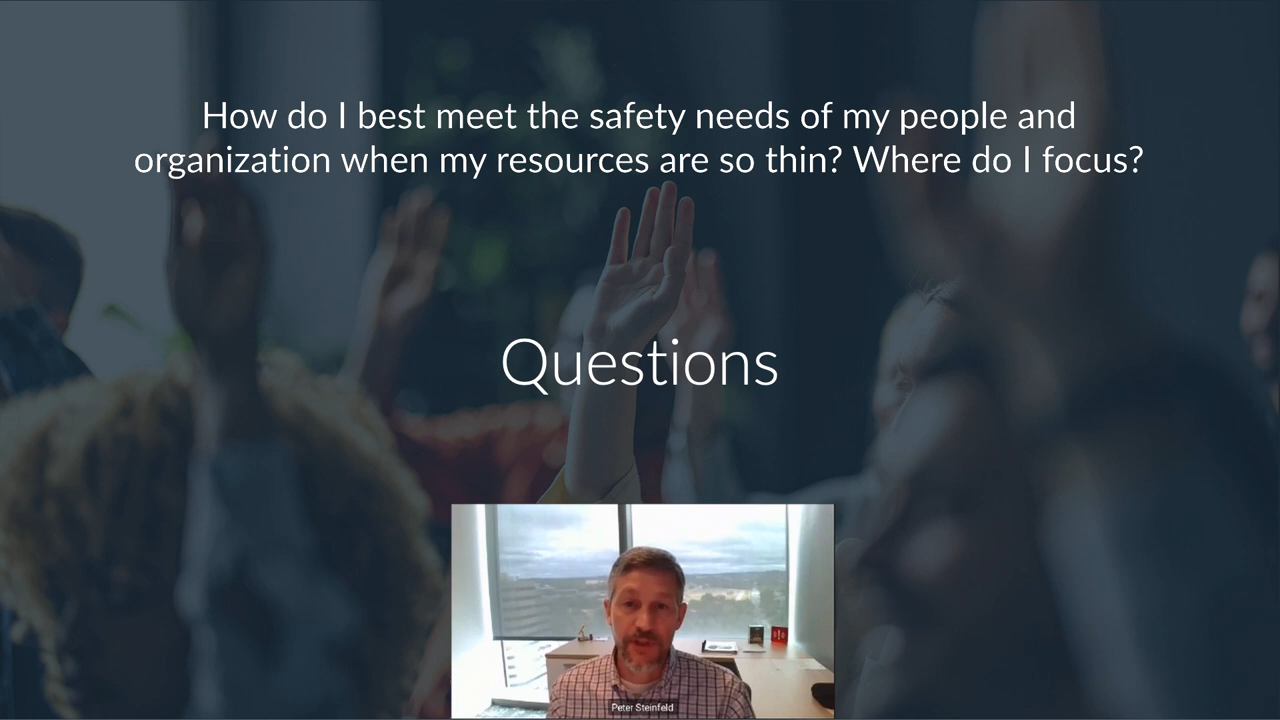 How do I best meet the safety needs of my people and
organization when my resources are so thin? Where do I focus?
Questions
Peter Steinfeld